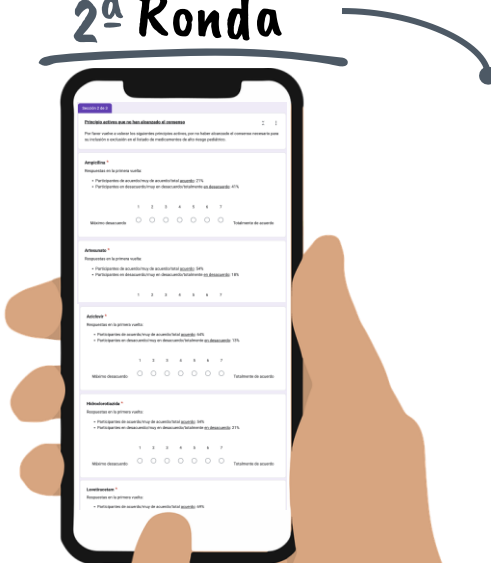 2ª Ronda
Sección 2 de 3
Principios activos que no han alcanzado el consenso
Por favor vuelva a valorar los siguientes principios activos, por no haber alcanzado el consenso necesario para
su inclusión o exclusión en el listado de medicamentos de alto riesgo pediátrico.
Ampicilina *
Respuestas en la primera vuelta:
• Participantes de acuerdo/muy de acuerdo/total acuerdo: 21%
• Participantes en desacuerdo/muy en desacuerdo/totalmente en desacuerdo: 41%
1 2 3 4 5 6 7
Máximo desacuerdo Totalmente de acuerdo
Artesunato *
Respuestas en la primera vuelta:
• Participantes de acuerdo/muy de acuerdo/total acuerdo: 54%
• Participantes en desacuerdo/muy en desacuerdo/totalmente en desacuerdo: 18%
1 2 3 4 5 6 7
Aciclovir *
Respuestas en la primera vuelta:
• Participantes de acuerdo/muy de acuerdo/total acuerdo: 64%
• Participantes en desacuerdo/muy en desacuerdo/totalmente en desacuerdo: 13%
1 2 3 4 5 6 7
Máximo desacuerdo Totalmente de acuerdo
Hidroclorotiazida *
Respuestas en la primera vuelta:
• Participantes de acuerdo/muy de acuerdo/total acuerdo: 59%
• Participantes en desacuerdo/muy en desacuerdo/totalmente en desacuerdo: 21%
1 2 3 4 5 6 7
Máximo desacuerdo Totalmente de acuerdo
Levetiracetam *
Respuestas en la primera vuelta:
• Participantes de acuerdo/muy de acuerdo/total acuerdo: 69%